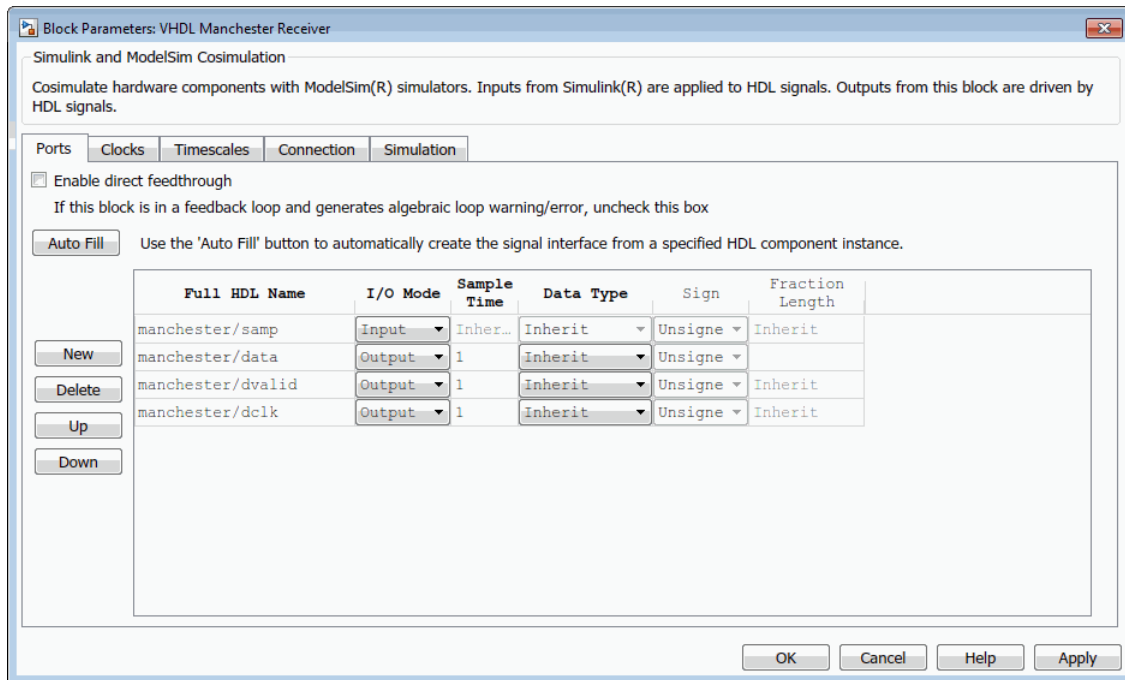 Block Parameters: VHDL Manchester Receiver
Simulink and ModelSim Cosimulation
Cosimulate hardware components with ModelSim(R) simulators. Inputs from Simulink(R) are applied to HDL signals. Outputs from this block are driven by
HDL signals.
Ports Clocks Timescales Connection Simulation
Enable direct feedthrough
If this block is in a feedback loop and generates algebraic loop warning/error, uncheck this box
Auto Fill Use the 'Auto Fill' button to automatically create the signal interface from a specified HDL component instance.
Full HDL Name I/O Mode Sample Time Data Type Sign Fraction Length
manchester/samp Input Inher... Inherit Unsigne Inherit
New manchester/data Output 1 Inherit Unsigne
Delete manchester/dvalid Output 1 Inherit Unsigne Inherit
Up manchester/dclk Output 1 Inherit Unsigne Inherit
Down
OK Cancel Help Apply